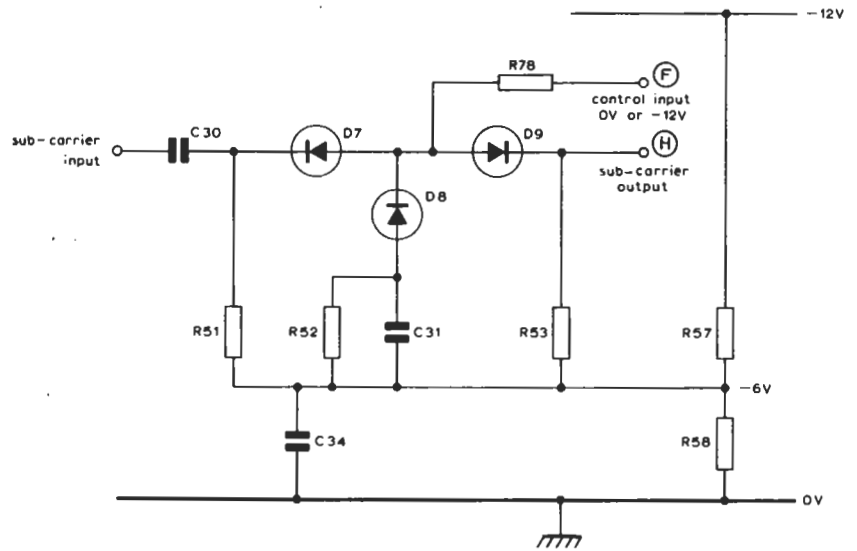 -12V
R78
F
control input
0V or -12V
C30
D7
D9
H
sub-carrier
input
sub-carrier
output
D8
R51
R52
C31
R53
R57
-6V
C34
R58
0V